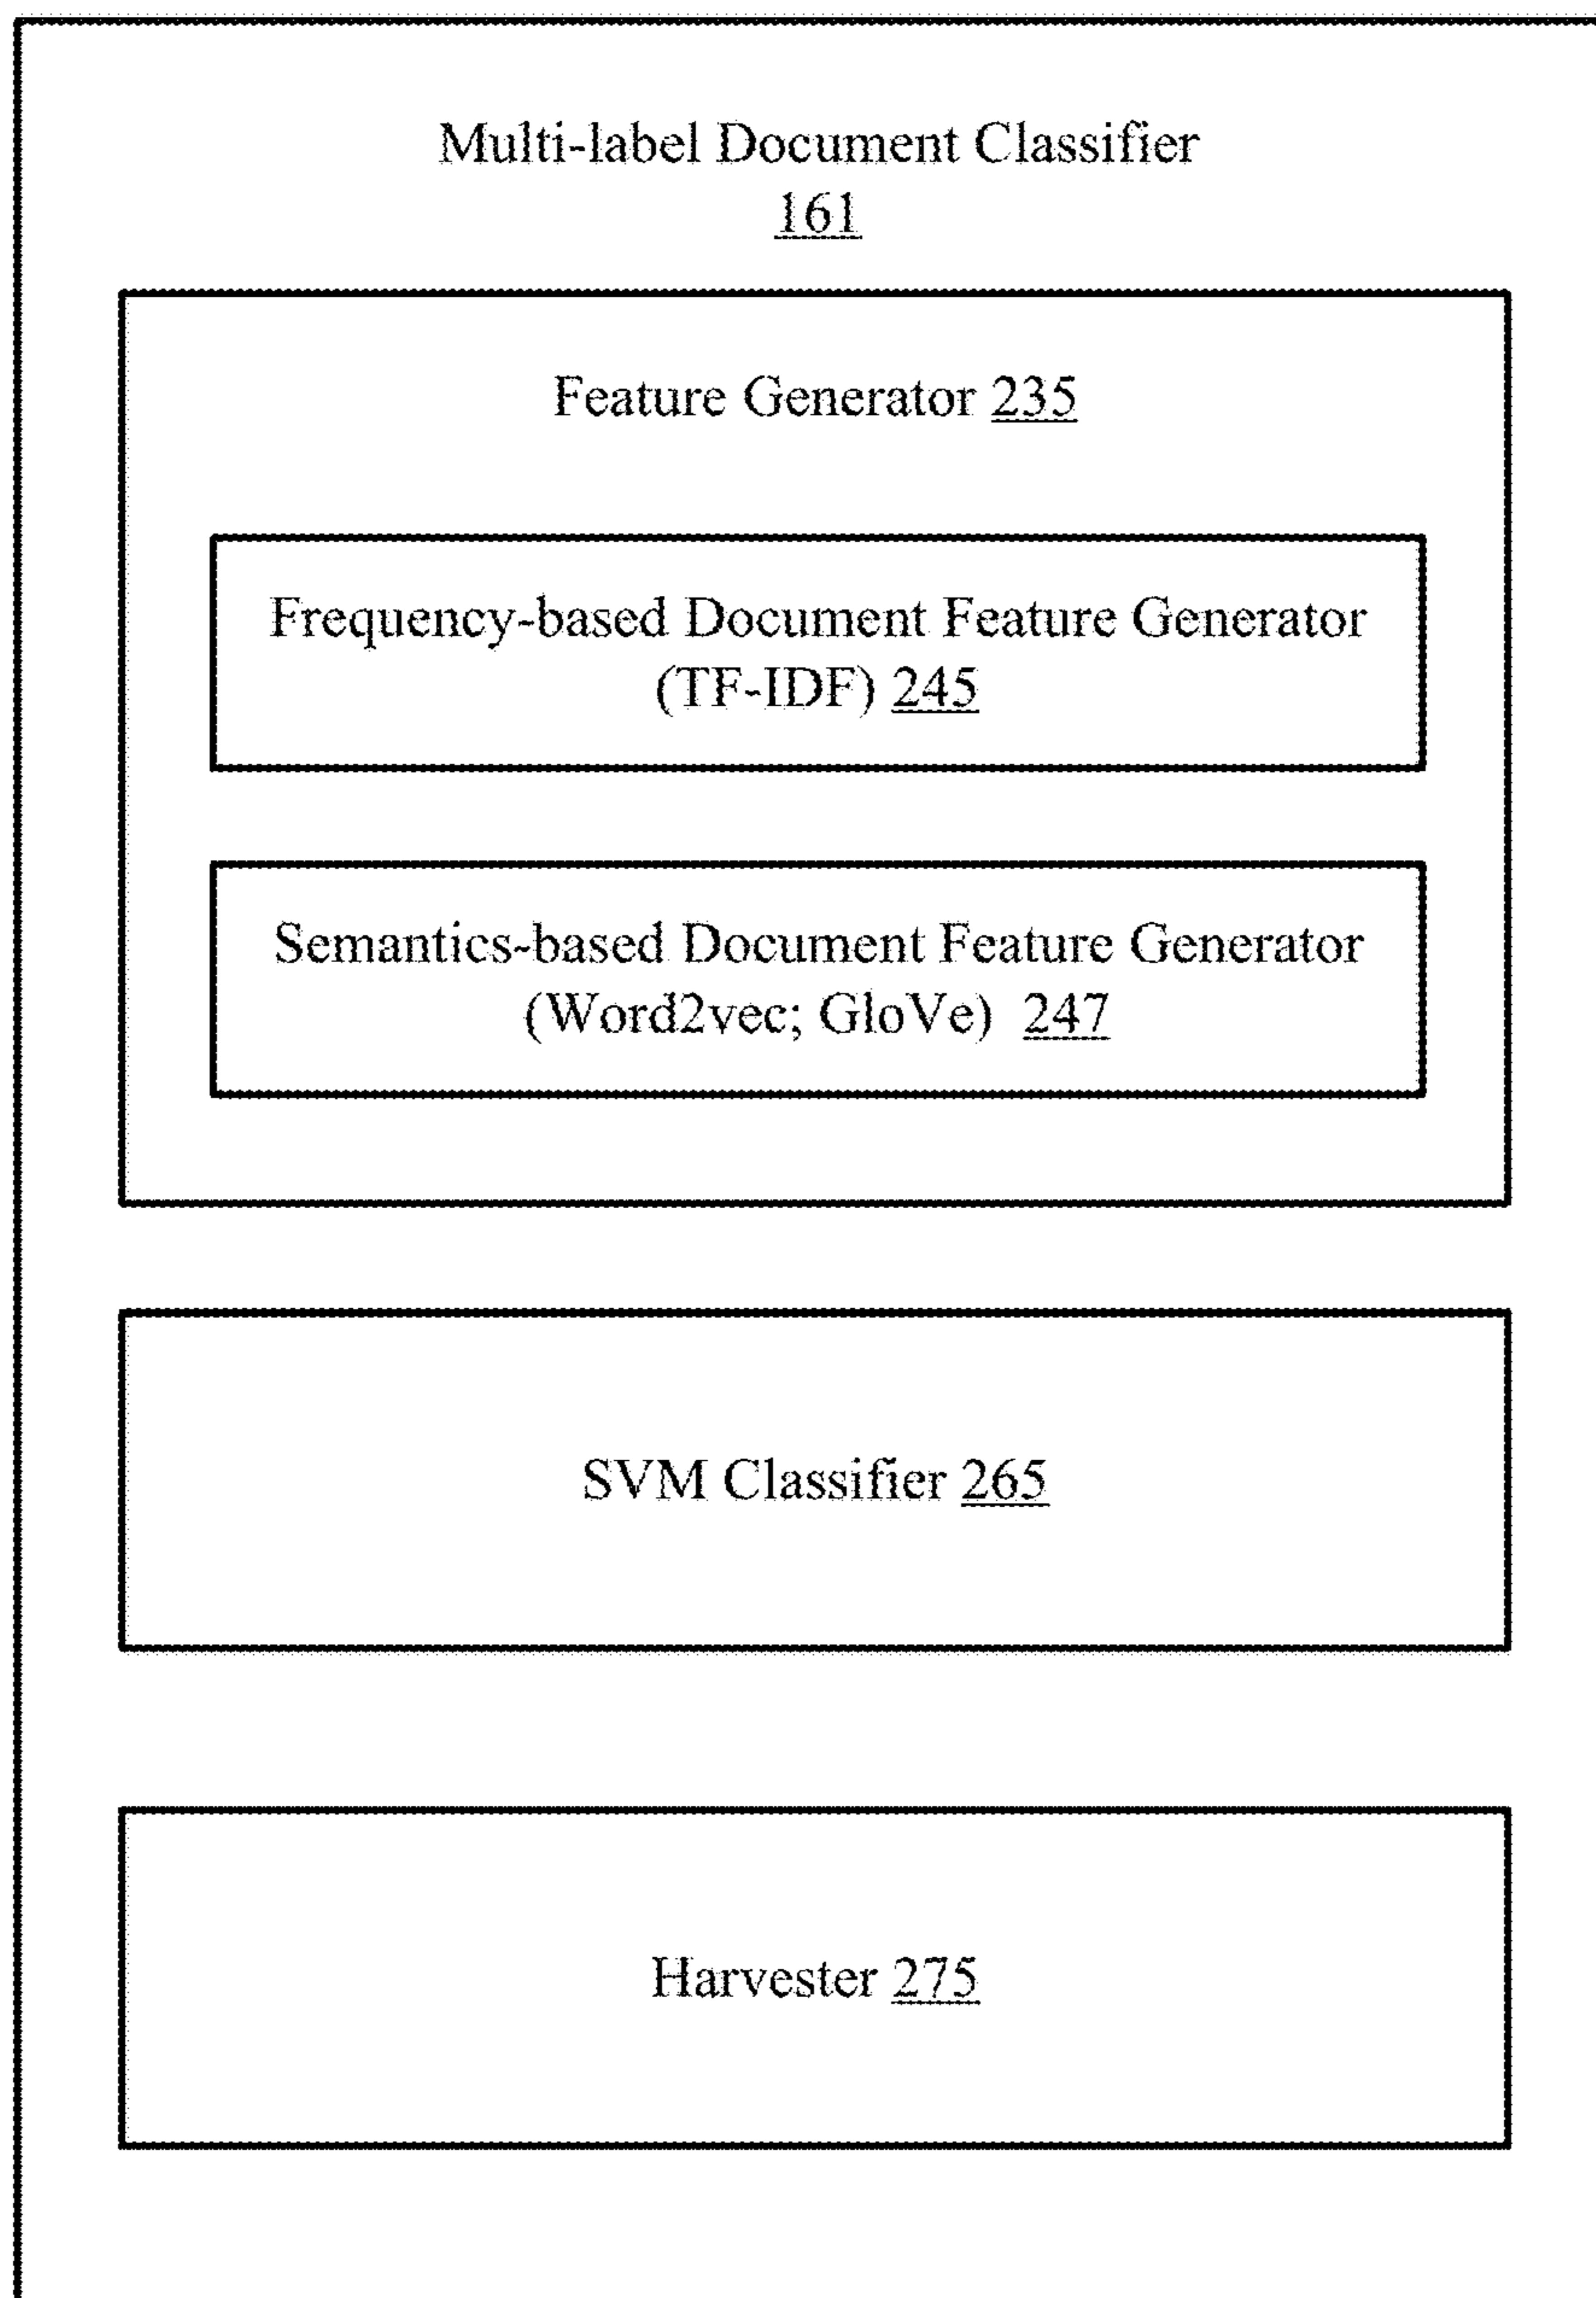 Multi-label Document Classifier
161
Feature Generator 235
Frequency-based Document Feature Generator
(TF-IDF) 245
Semantics-based Document Feature Generator
(Word2vec; GloVe) 247
SVM Classifier 265
Harvester 275